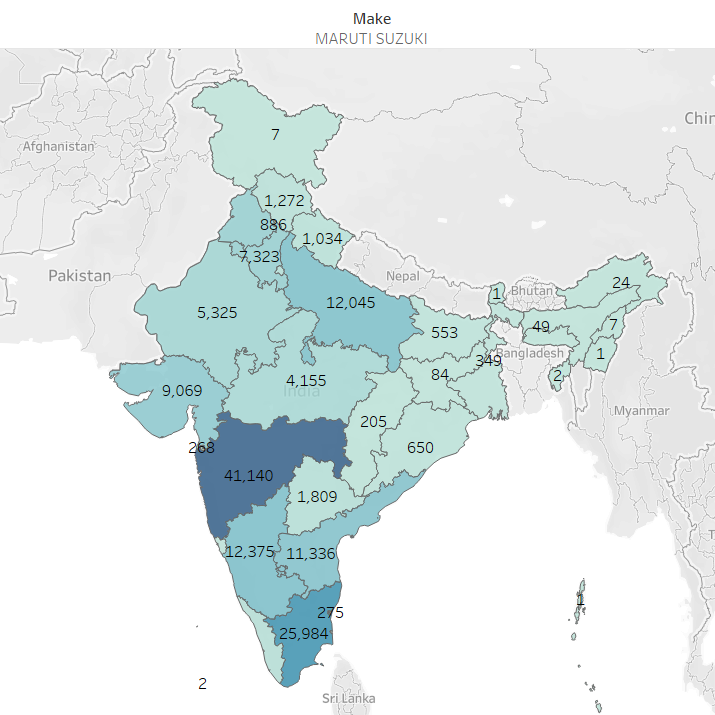 Make
MARUTI SUZUKI
Chin
7
Afghanistan
1,272
886
1,034
7,323
Pakistan
Nepal
24
Bhutan
1
12,045
5,325
49
7
553
Bangladesh
1
349
84
2
4,155
9,069
India
Myanmar
205
268
650
41,140
1,809
12,375
11,336
1
275
25,984
2
Sri Lanka